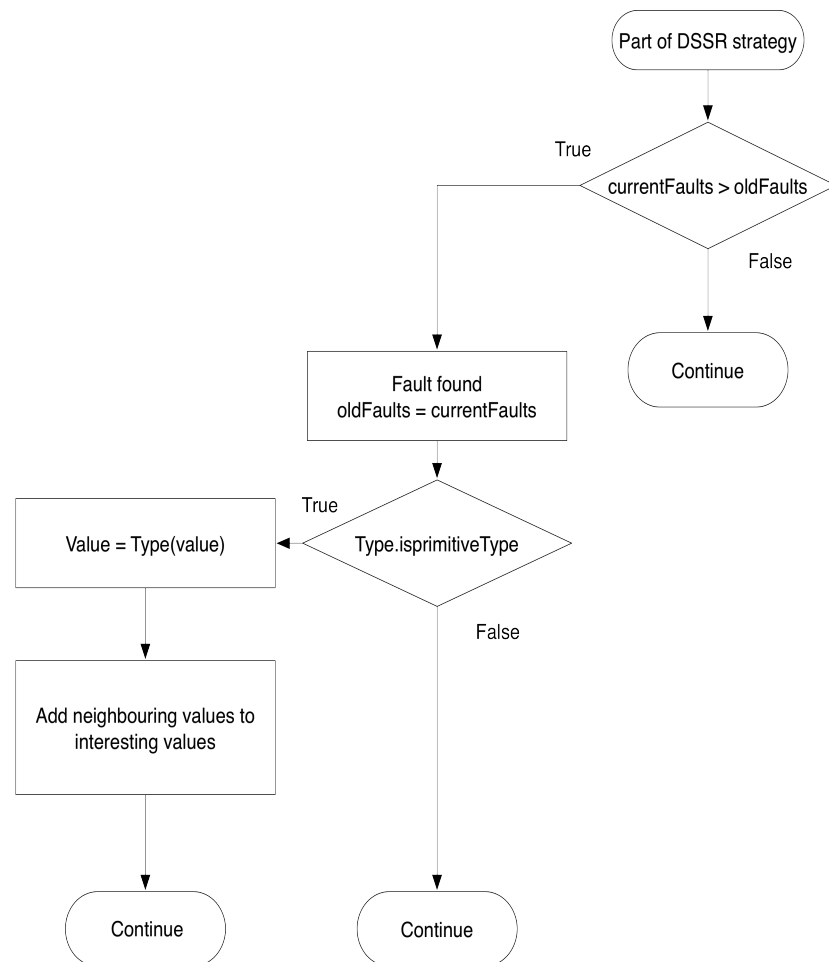 Part of DSSR strategy
True
currentFaults > oldFaults
False
Continue
Fault found
oldFaults = currentFaults
True
Value = Type(value)
Type.isprimitiveType
False
Add neighbouring values to
interesting values
Continue
Continue